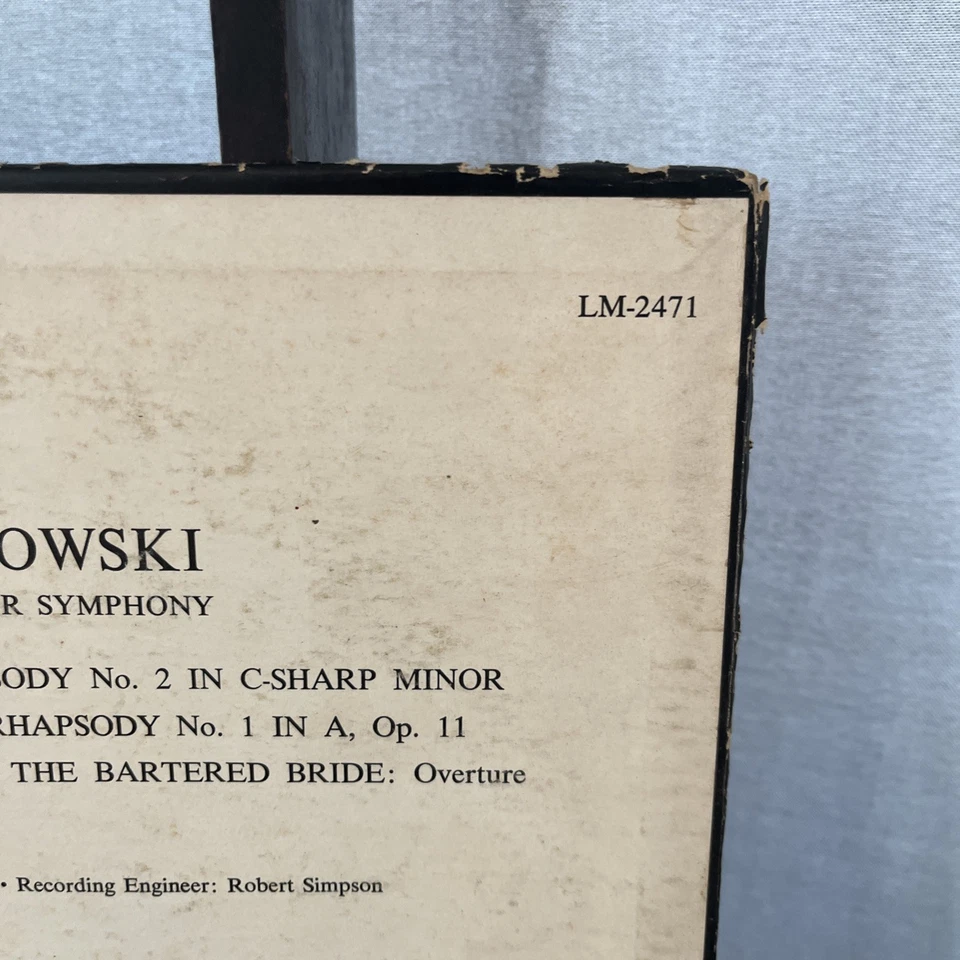 LM-2471
OWSKI
R SYMPHONY
ODY No. 2 IN C-SHARP MINOR
RHAPSODY No. 1 IN A, Op. 11
THE BARTERED BRIDE: Overture
• Recording Engineer: Robert Simpson